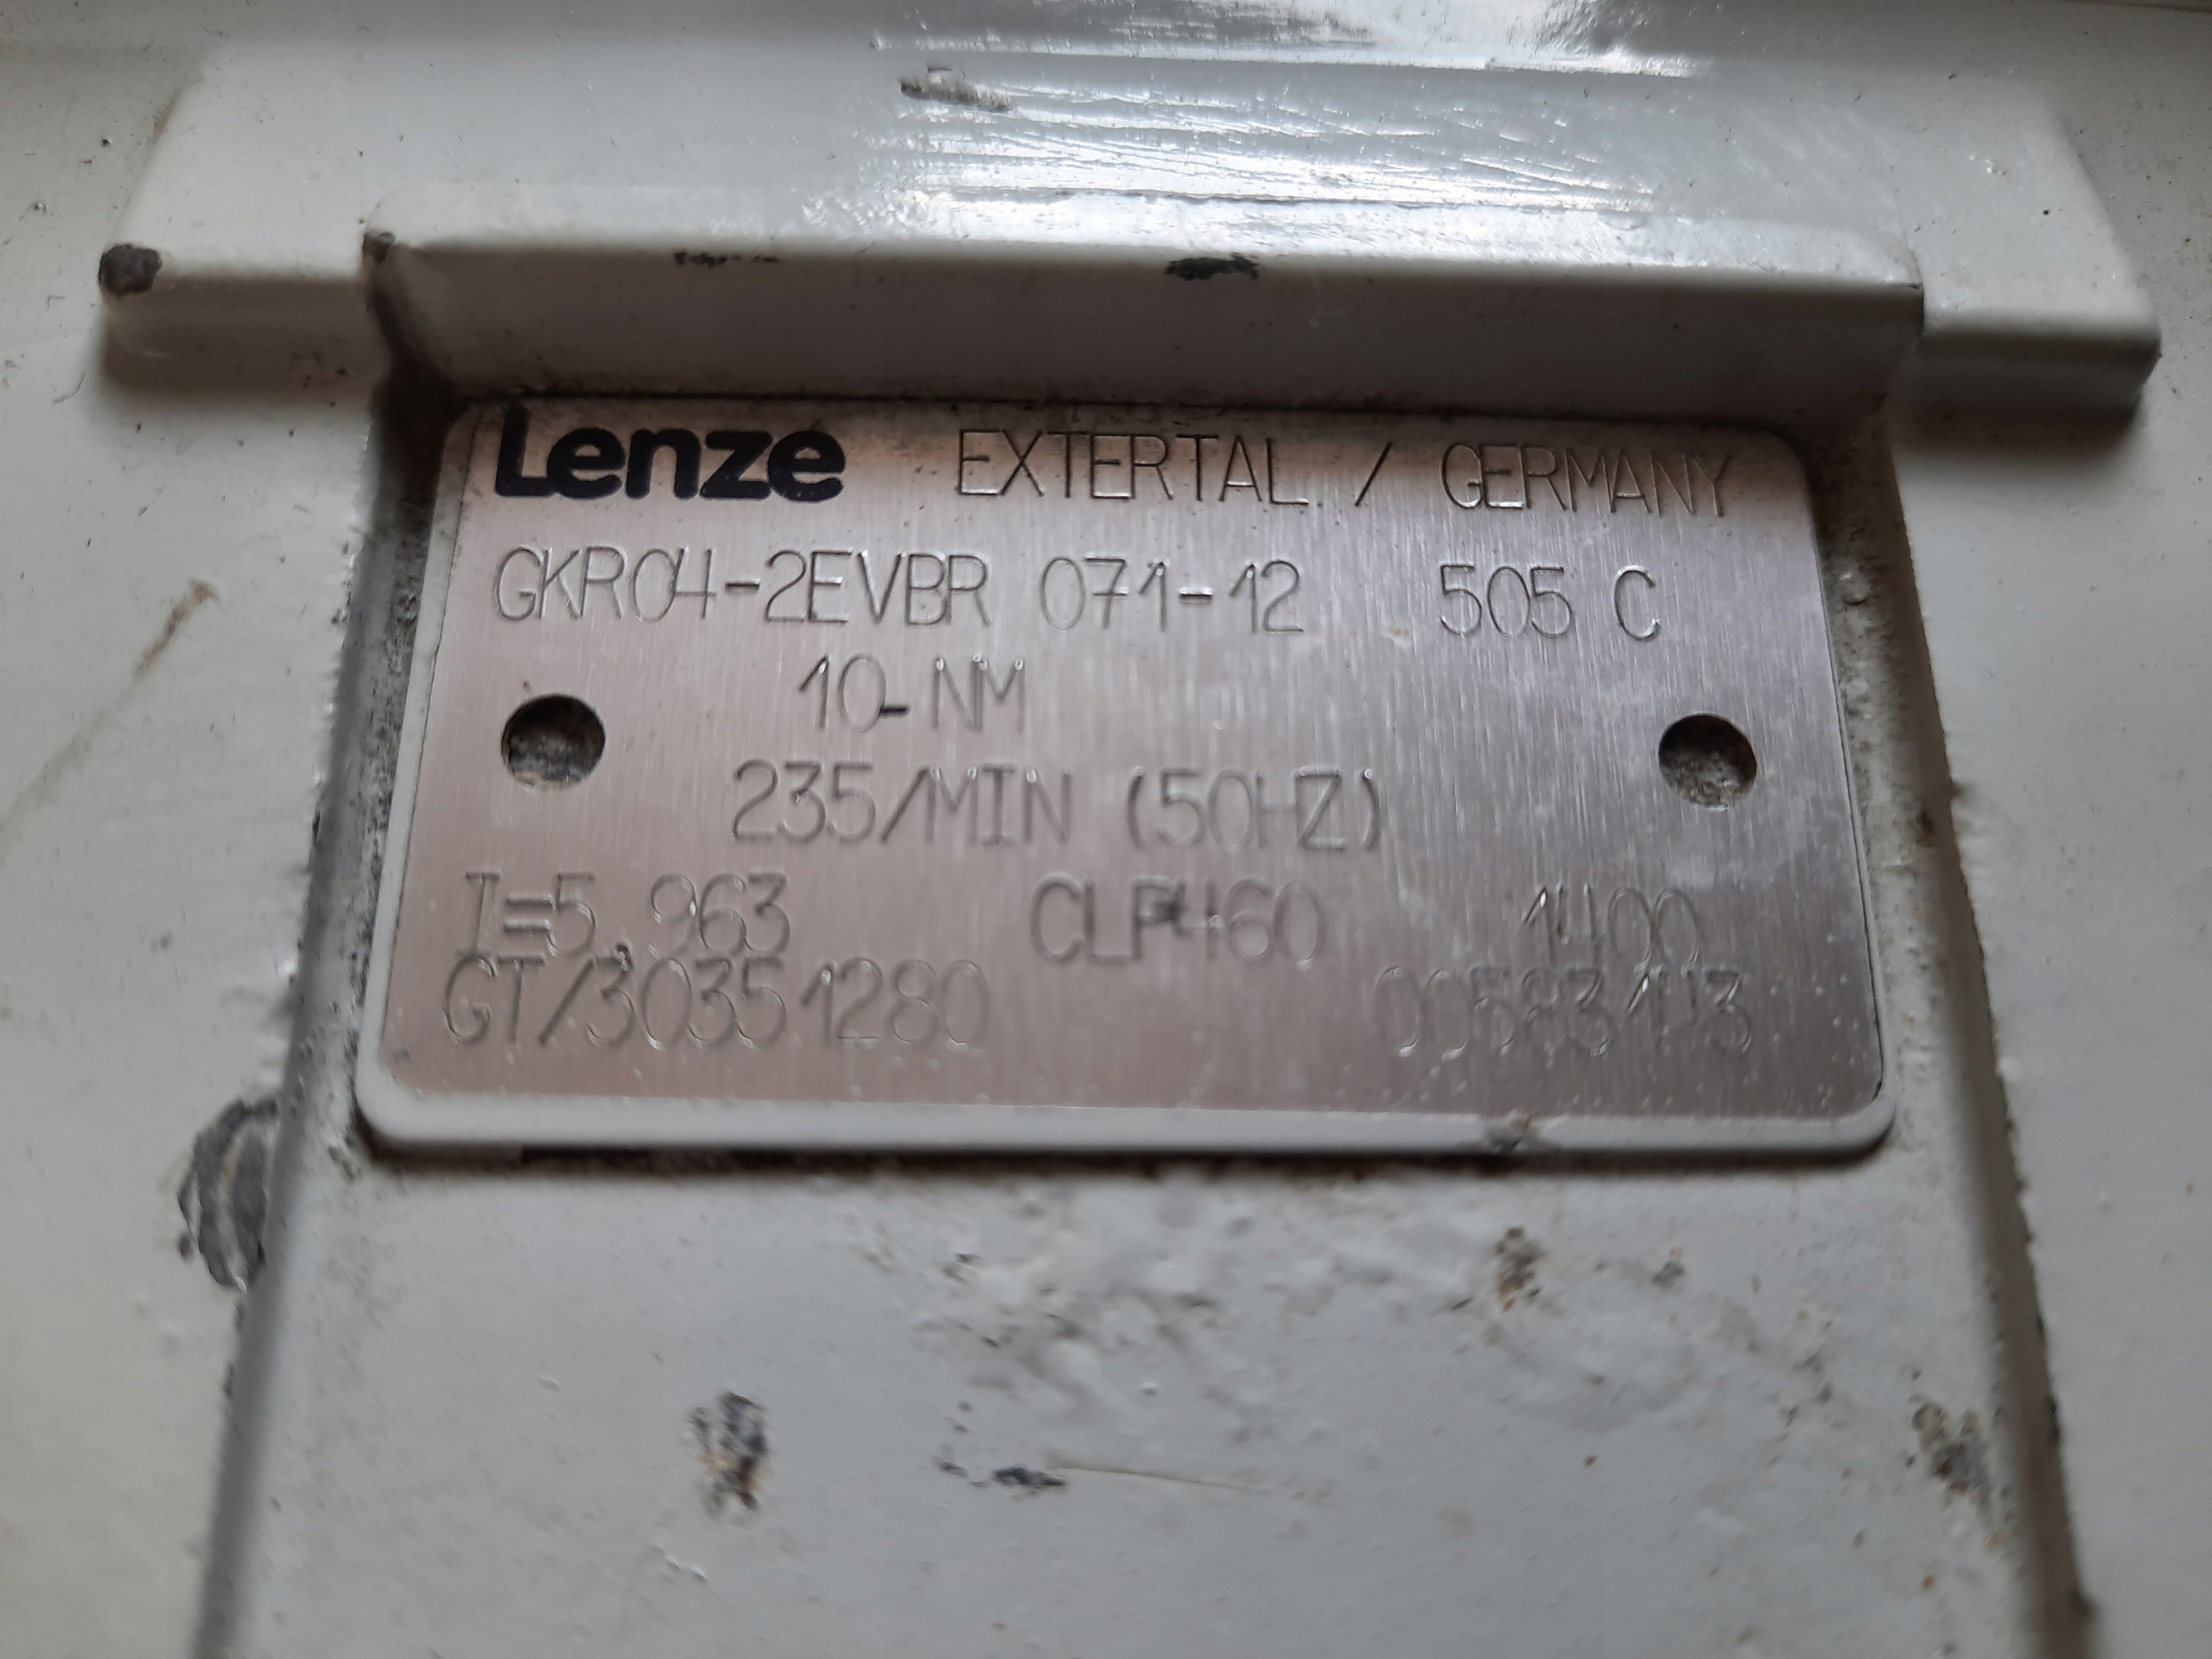 Lenze EXTERTAL / GERMANY
GKR04-2EVBR 071-12 505 C
10- NM
235/MIN (50HZ)
I=5,963 CLP460 1400
GT/30351280